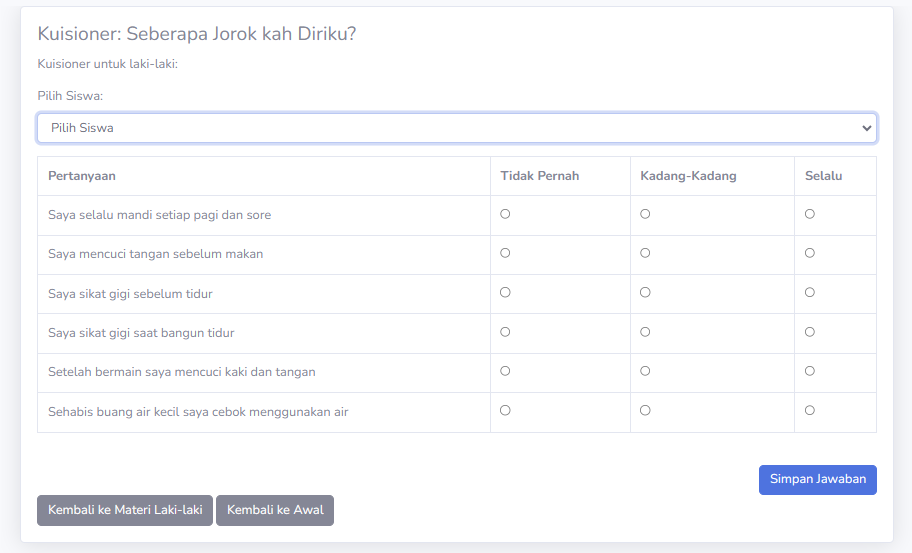 Kuisioner: Seberapa Jorok kah Diriku?
Kuisioner untuk laki-laki:
Pilih Siswa:
Pilih Siswa
Pertanyaan Tidak Pernah Kadang-Kadang Selalu
Saya selalu mandi setiap pagi dan sore
Saya mencuci tangan sebelum makan
Saya sikat gigi sebelum tidur
Saya sikat gigi saat bangun tidur
Setelah bermain saya mencuci kaki dan tangan
Sehabis buang air kecil saya cebok menggunakan air
Simpan Jawaban
Kembali ke Materi Laki-laki Kembali ke Awal